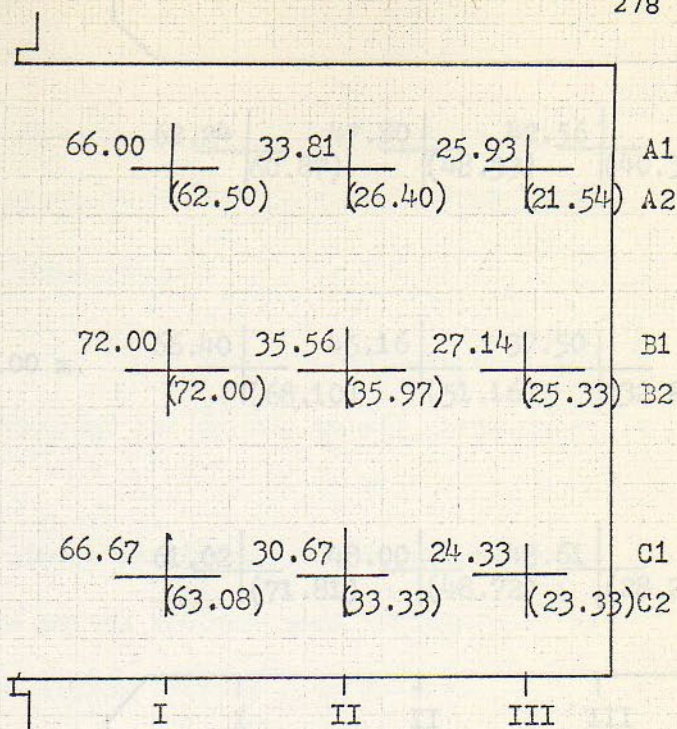 278
66.00 33.81 25.93 A1
(62.50) (26.40) (21.54) A2
72.00 35.56 27.14 B1
(72.00) (35.97) (25.33) B2
66.67 30.67 24.33 C1
(63.08) (33.33) (23.33) C2
I II III